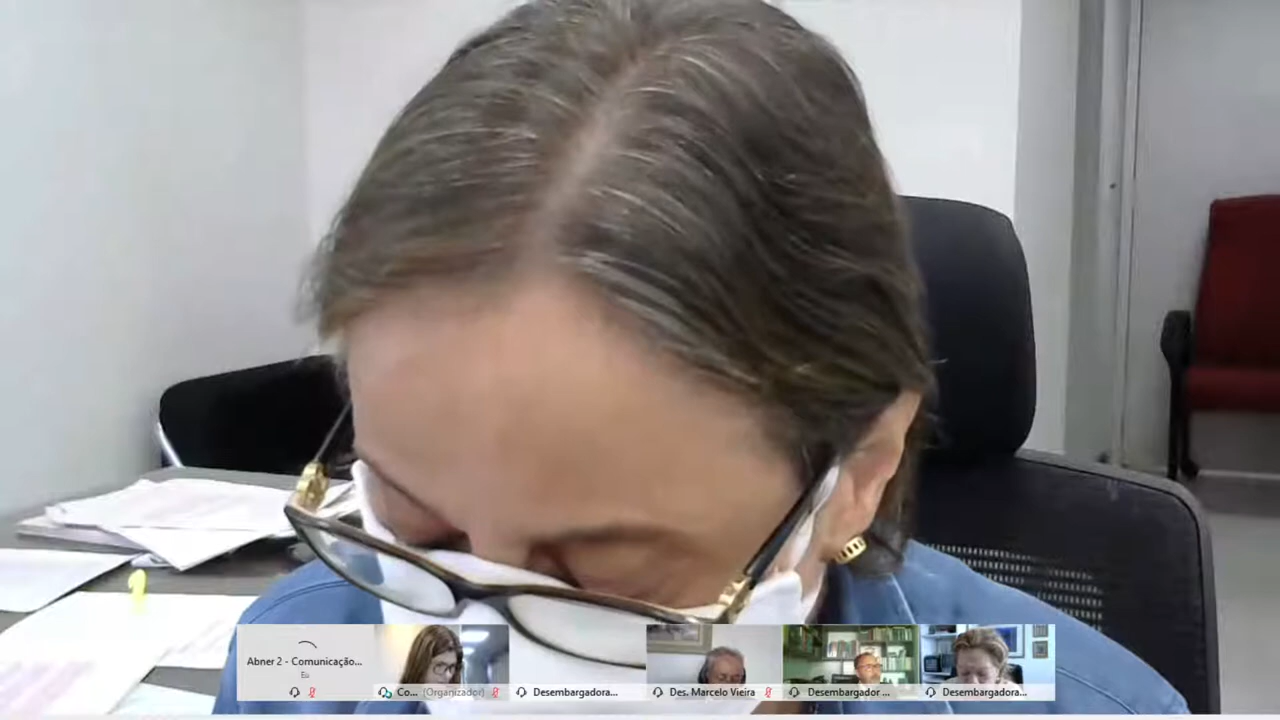 Abner 2 - Comunicação...
Eu
Co... (Organizador)
Desembargadora...
Des. Marcelo Vieira
Desembargador ...
Desembargadora...